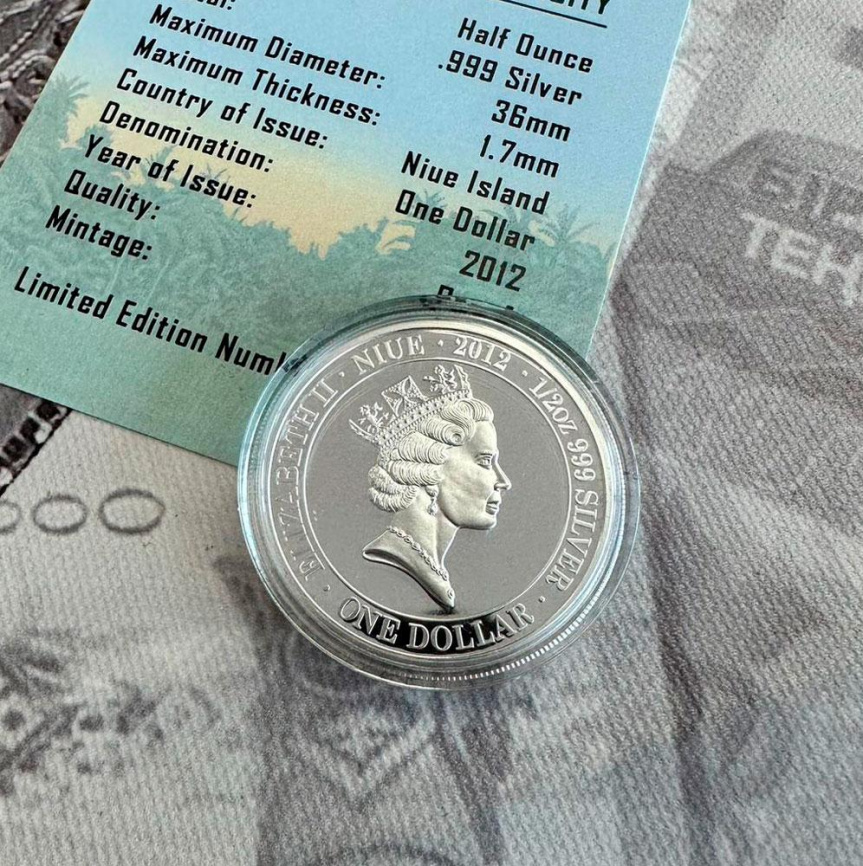 Half Ounce
.999 Silver
Maximum Diameter: 36mm
Maximum Thickness: 1.7mm
Country of Issue: Niue Island
Denomination: One Dollar
Year of Issue: 2012
Quality:
Mintage:
Limited Edition
ELIZABETH II · NIUE · 2012 · 1/2OZ 999 SILVER ·
ONE DOLLAR